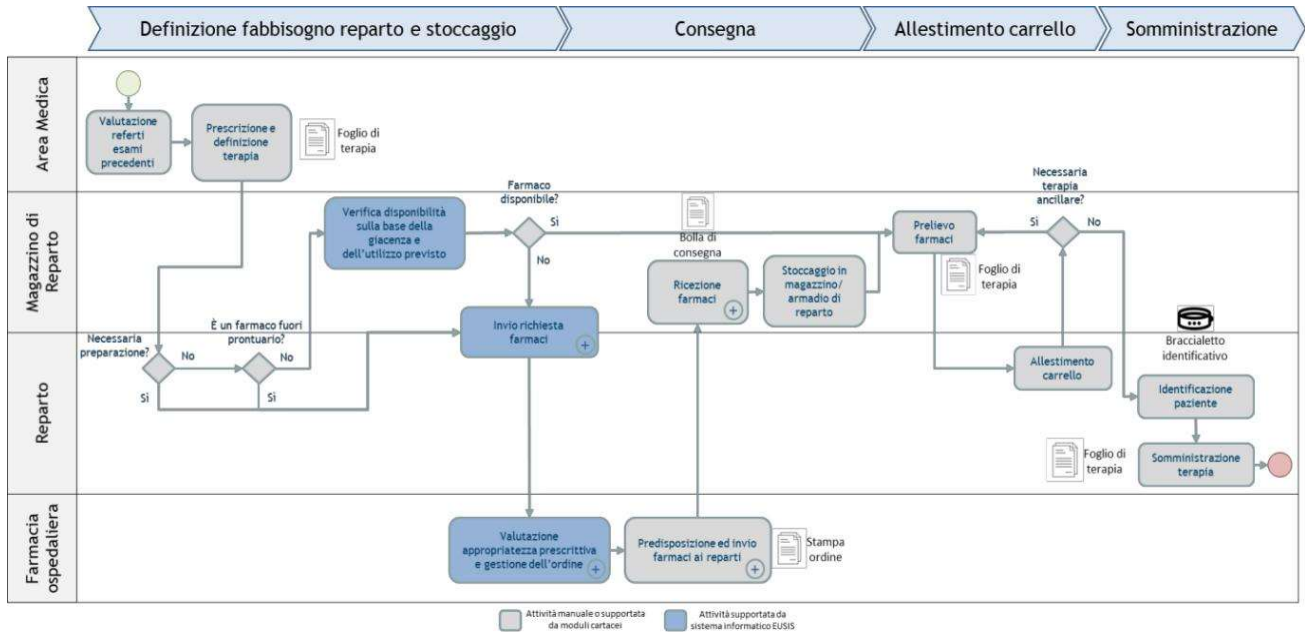 Definizione fabbisogno reparto e stoccaggio
Consegna
Allestimento carrello
Somministrazione
Area Medica
Valutazione
referti
esami
precedenti
Prescrizione e
definizione
terapia
Foglio di
terapia
Necessaria
terapia
ancillare?
Sì
No
Magazzino di
Reparto
Verifica disponibilità
sulla base della
giacenza e
dell'utilizzo previsto
Farmaco
disponibile?
Sì
No
Bolla di
consegna
Ricezione
farmaci
Stoccaggio in
magazzino/
armadio di
reparto
Prelievo
farmaci
Foglio di
terapia
Invio richiesta
farmaci
Reparto
Necessaria
preparazione?
No
Sì
È un farmaco fuori
prontuario?
No
Sì
Allestimento
carrello
Braccialetto
identificativo
Identificazione
paziente
Foglio di
terapia
Somministrazione
terapia
Farmacia
ospedaliera
Valutazione
appropriatezza prescrittiva
e gestione dell'ordine
Predisposizione ed invio
farmaci ai reparti
Stampa
ordine
Attività manuale o supportata
da moduli cartacei
Attività supportata da
sistema informatico EUSIS